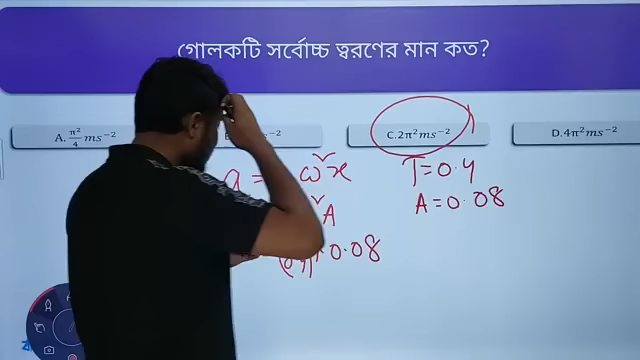 গোলকটি সর্বোচ্চ ত্বরণের মান কত?
A. π²/4 ms⁻²
C. 2π² ms⁻²
D. 4π² ms⁻²
a = ω²x
T = 0.4
A
A = 0.08
0.08